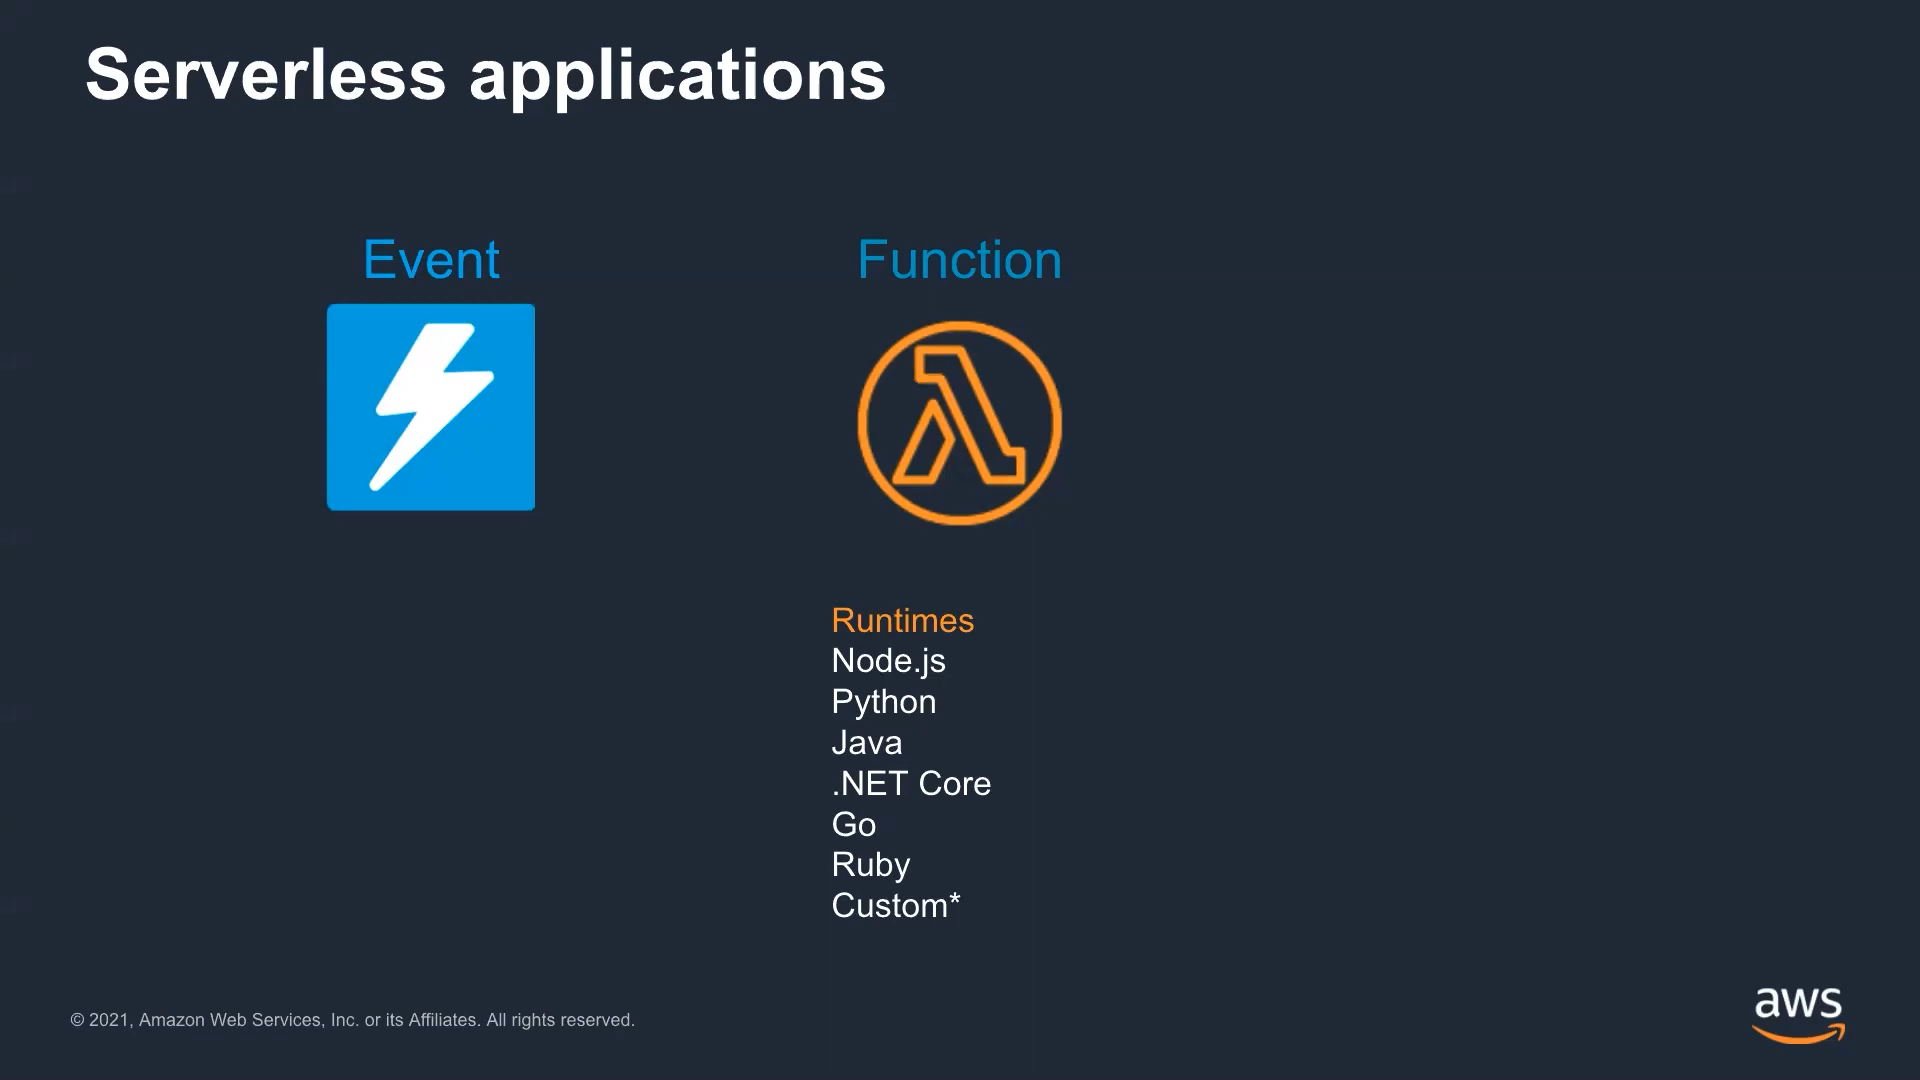 Serverless applications
Event
Function
Runtimes
Node.js
Python
Java
.NET Core
Go
Ruby
Custom*
© 2021, Amazon Web Services, Inc. or its Affiliates. All rights reserved.
aws